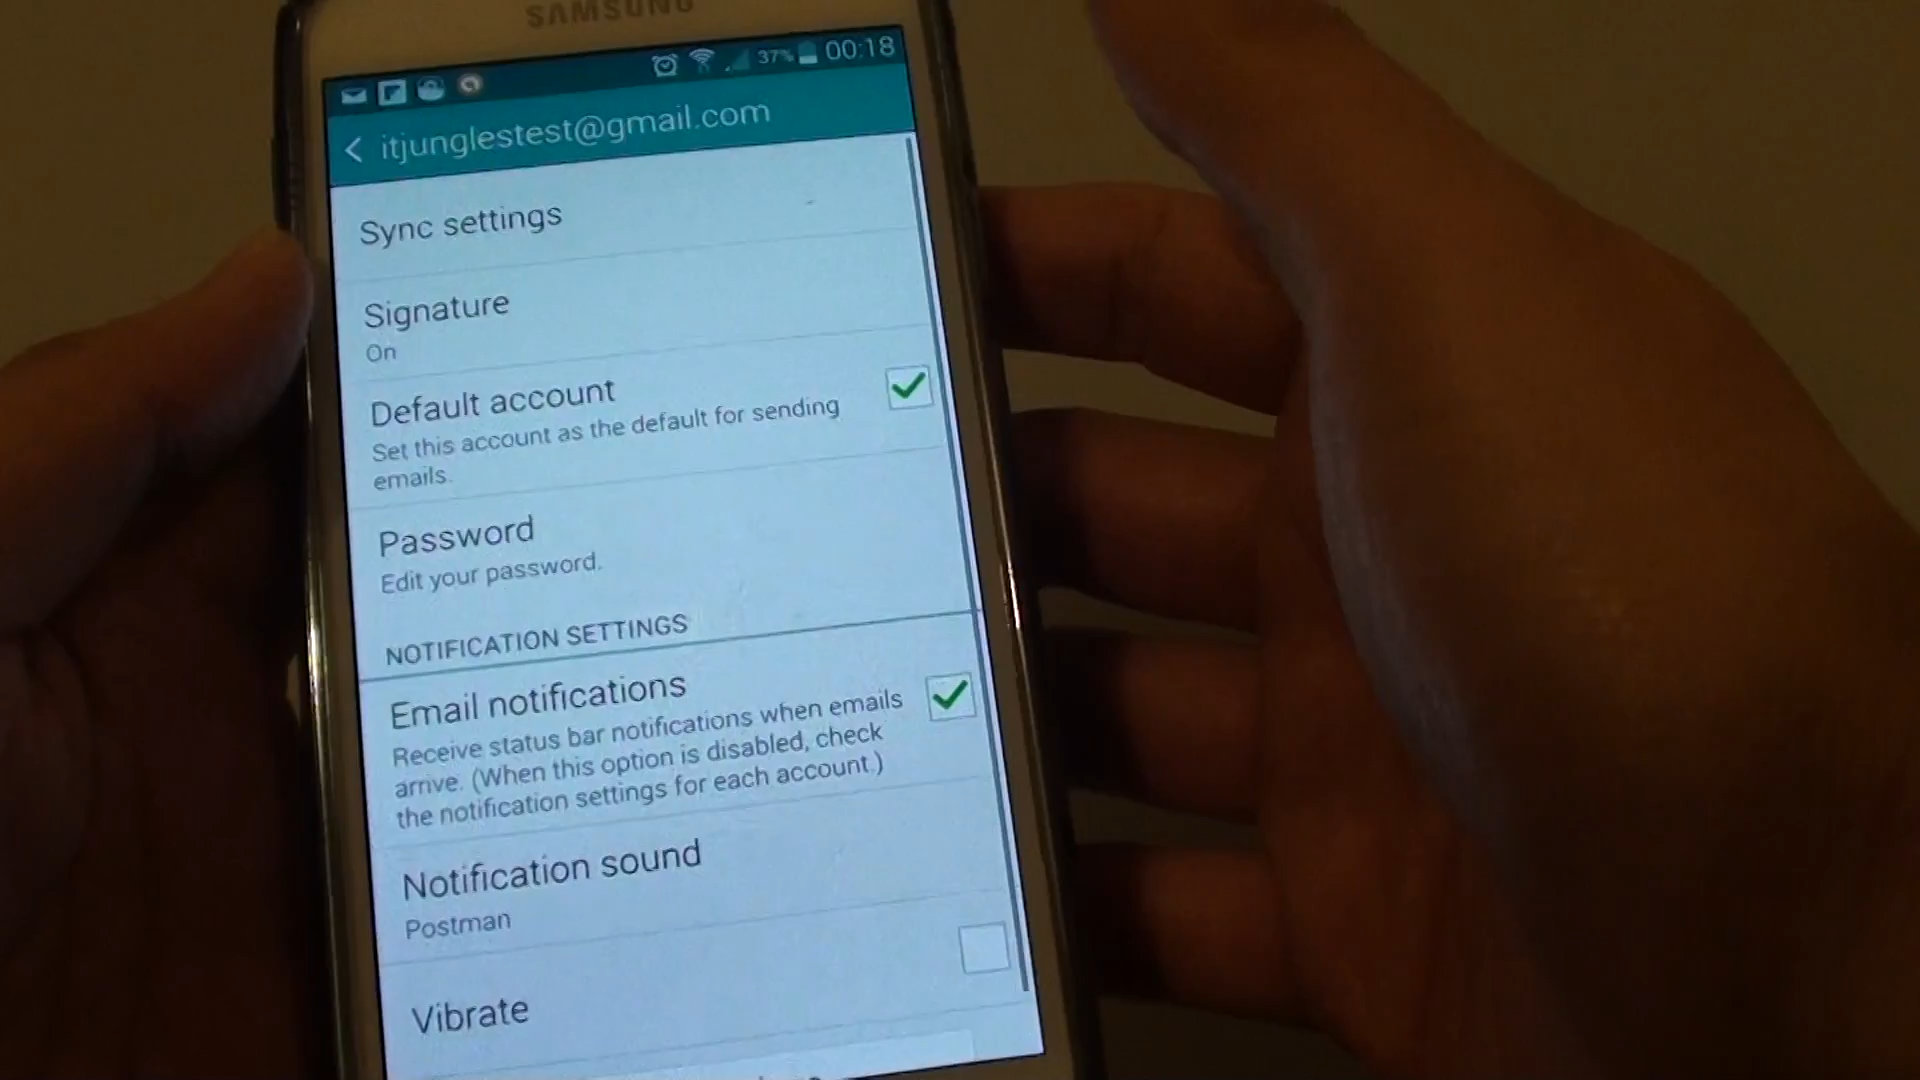 SAMSUNG
37% 00:18
itjunglestest@gmail.com
Sync settings
Signature
On
Default account
Set this account as the default for sending
emails.
Password
Edit your password.
NOTIFICATION SETTINGS
Email notifications
Receive status bar notifications when emails
arrive. (When this option is disabled, check
the notification settings for each account.)
Notification sound
Postman
Vibrate